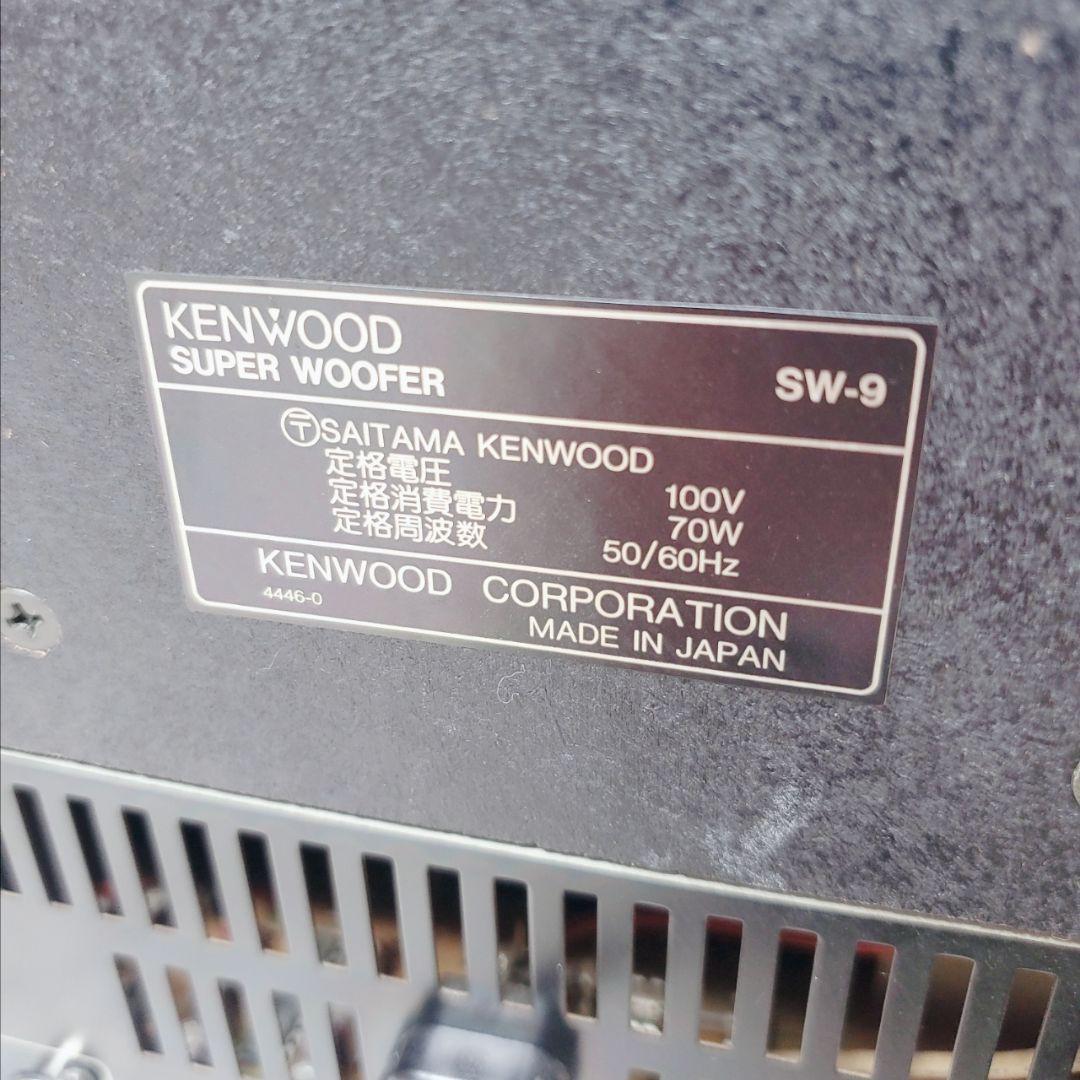 KENWOOD
SUPER WOOFER
SW-9
〒SAITAMA KENWOOD
定格電圧 100V
定格消費電力 70W
定格周波数 50/60Hz
KENWOOD CORPORATION
4446-0
MADE IN JAPAN